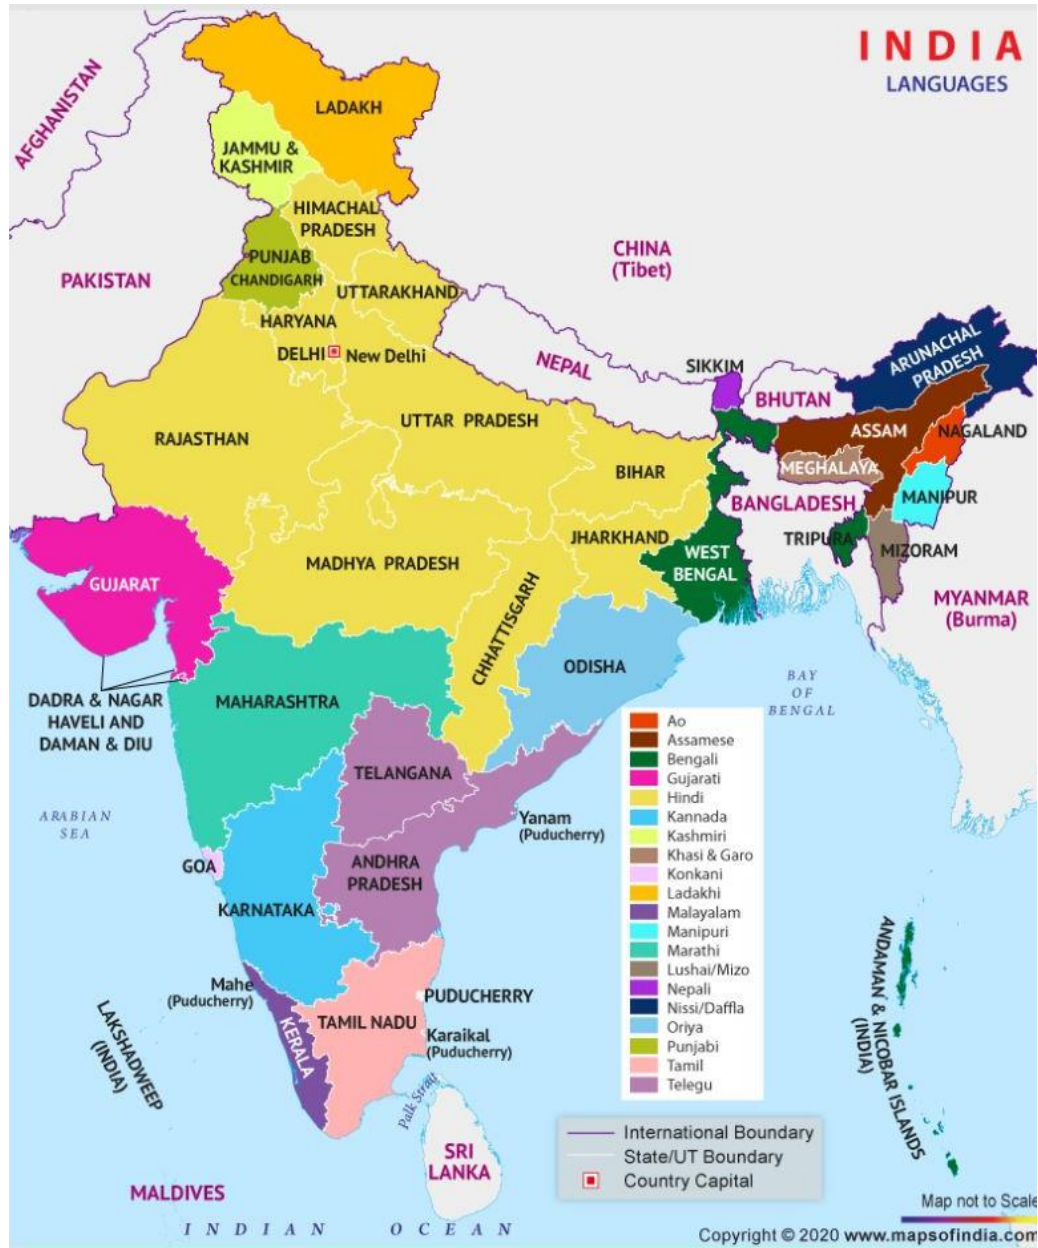 INDIA
LANGUAGES
AFGHANISTAN
LADAKH
JAMMU &
KASHMIR
HIMACHAL
PRADESH
CHINA
(Tibet)
PAKISTAN
PUNJAB
CHANDIGARH
UTTARAKHAND
HARYANA
DELHI
New Delhi
NEPAL
SIKKIM
BHUTAN
ARUNACHAL
PRADESH
RAJASTHAN
UTTAR PRADESH
ASSAM
NAGALAND
BIHAR
MEGHALAYA
BANGLADESH
MANIPUR
GUJARAT
MADHYA PRADESH
JHARKHAND
WEST
BENGAL
TRIPURA
MIZORAM
MYANMAR
(Burma)
CHHATTISGARH
ODISHA
DADRA & NAGAR
HAVELI AND
DAMAN & DIU
MAHARASHTRA
BAY
OF
BENGAL
TELANGANA
ARABIAN
SEA
Yanam
(Puducherry)
GOA
ANDHRA
PRADESH
KARNATAKA
Mahe
(Puducherry)
PUDUCHERRY
TAMIL NADU
KERALA
Karaikal
(Puducherry)
LAKSHADWEEP
(INDIA)
Palk Strait
SRI
LANKA
MALDIVES
INDIAN OCEAN
ANDAMAN & NICOBAR ISLANDS
(INDIA)
Ao
Assamese
Bengali
Gujarati
Hindi
Kannada
Kashmiri
Khasi & Garo
Konkani
Ladakhi
Malayalam
Manipuri
Marathi
Lushai/Mizo
Nepali
Nissi/Daffla
Oriya
Punjabi
Tamil
Telegu
International Boundary
State/UT Boundary
Country Capital
Map not to Scale
Copyright © 2020 www.mapsofindia.com